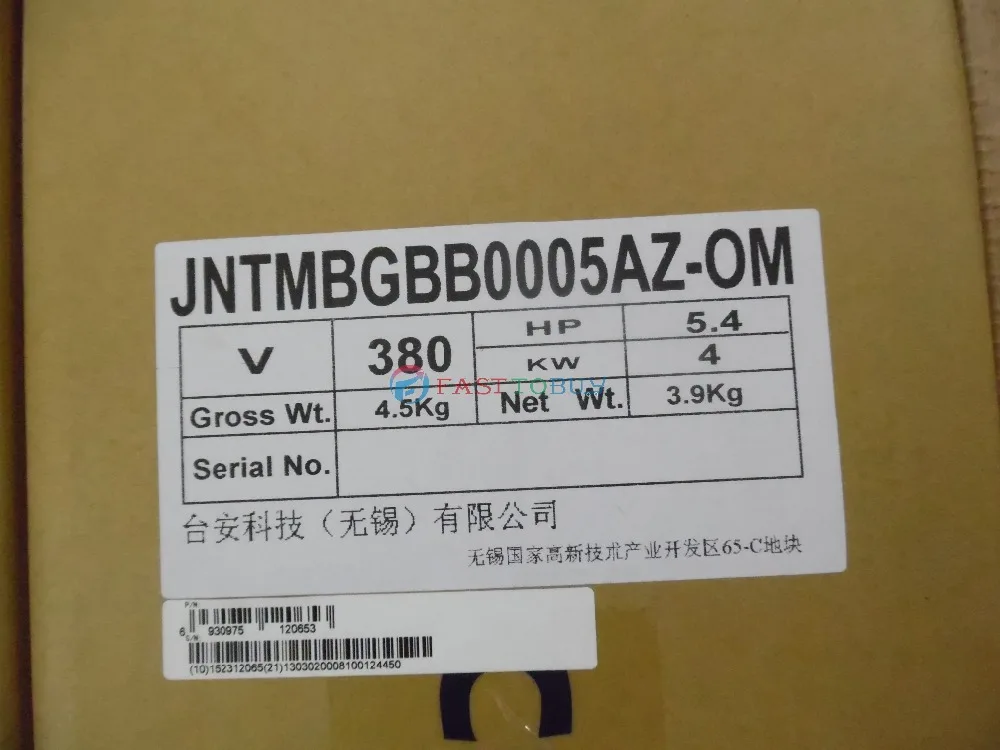 JNTMBGBB0005AZ-OM
V 380 HP 5.4
KW 4
FASTTOBUY
Gross Wt. 4.5Kg Net Wt. 3.9Kg
Serial No.
台安科技（无锡）有限公司
无锡国家高新技术产业开发区65-C地块
P/N
6 930975 120653
S/N
(10)152312065(21)1303020008100124450